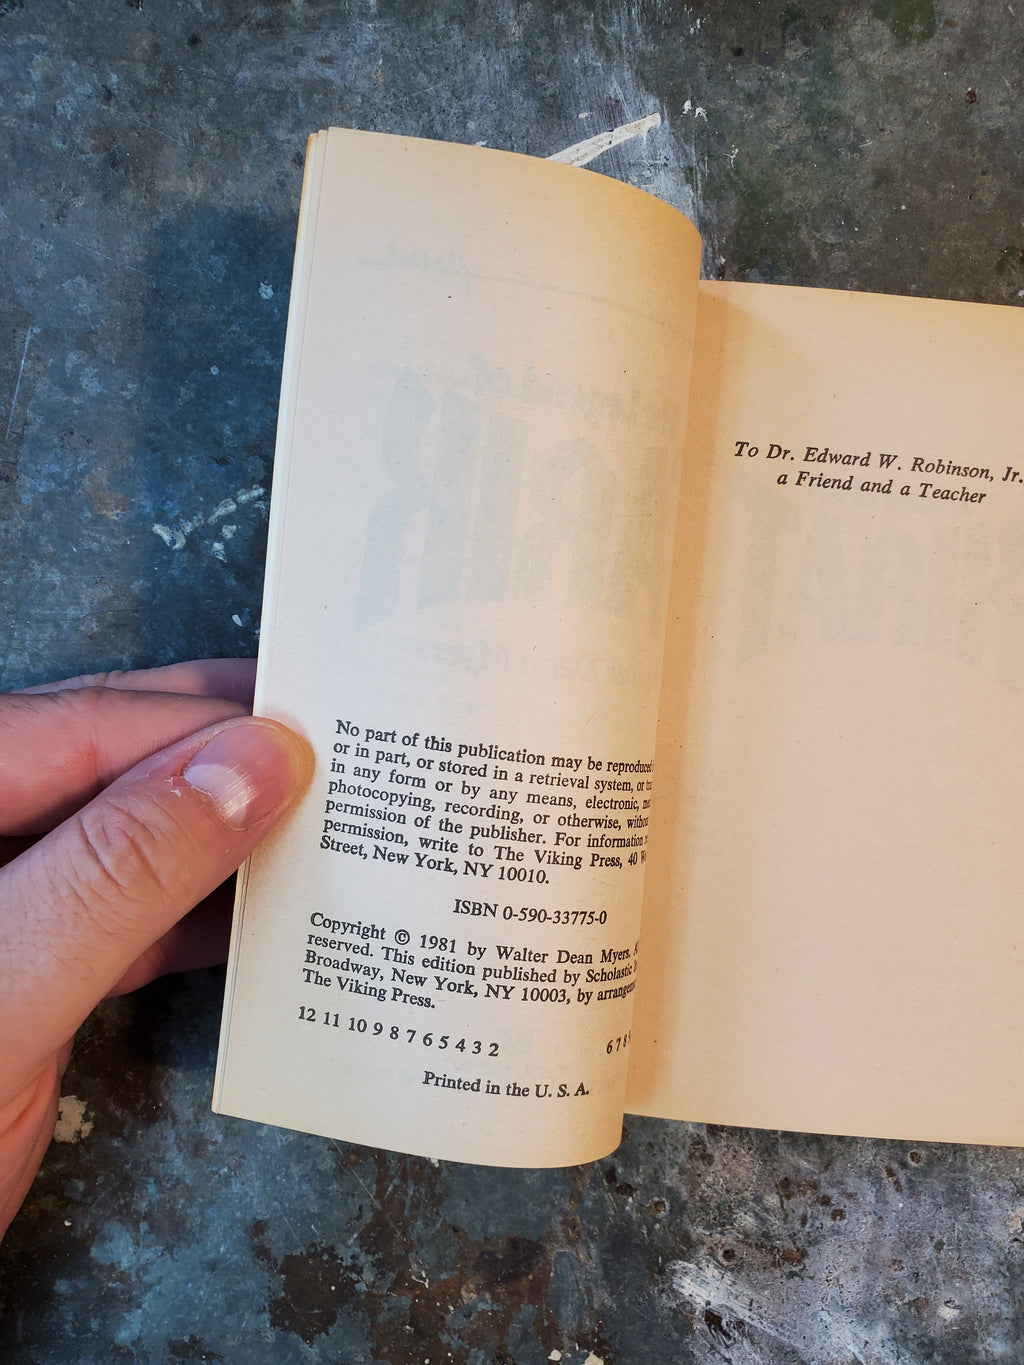 No part of this publication may be reproduced
or in part, or stored in a retrieval system, or
in any form or by any means, electronic,
photocopying, recording, or otherwise,
permission of the publisher. For information
permission, write to The Viking Press, 40
Street, New York, NY 10010.
ISBN 0-590-33775-0
Copyright © 1981 by Walter Dean Myers.
reserved. This edition published by Scholastic
Broadway, New York, NY 10003, by
The Viking Press.
12 11 10 9 8 7 6 5 4 3 2 6 7 8
Printed in the U. S. A.
To Dr. Edward W. Robinson, Jr.
a Friend and a Teacher